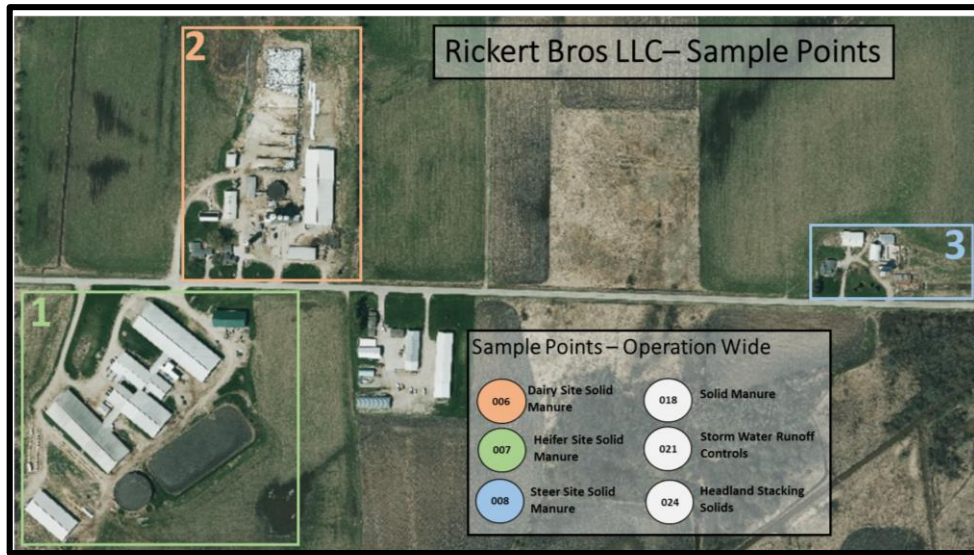 2
Rickert Bros LLC– Sample Points
3
1
Sample Points – Operation Wide
006
Dairy Site Solid
Manure
018
Solid Manure
007
Heifer Site Solid
Manure
021
Storm Water Runoff
Controls
008
Steer Site Solid
Manure
024
Headland Stacking
Solids